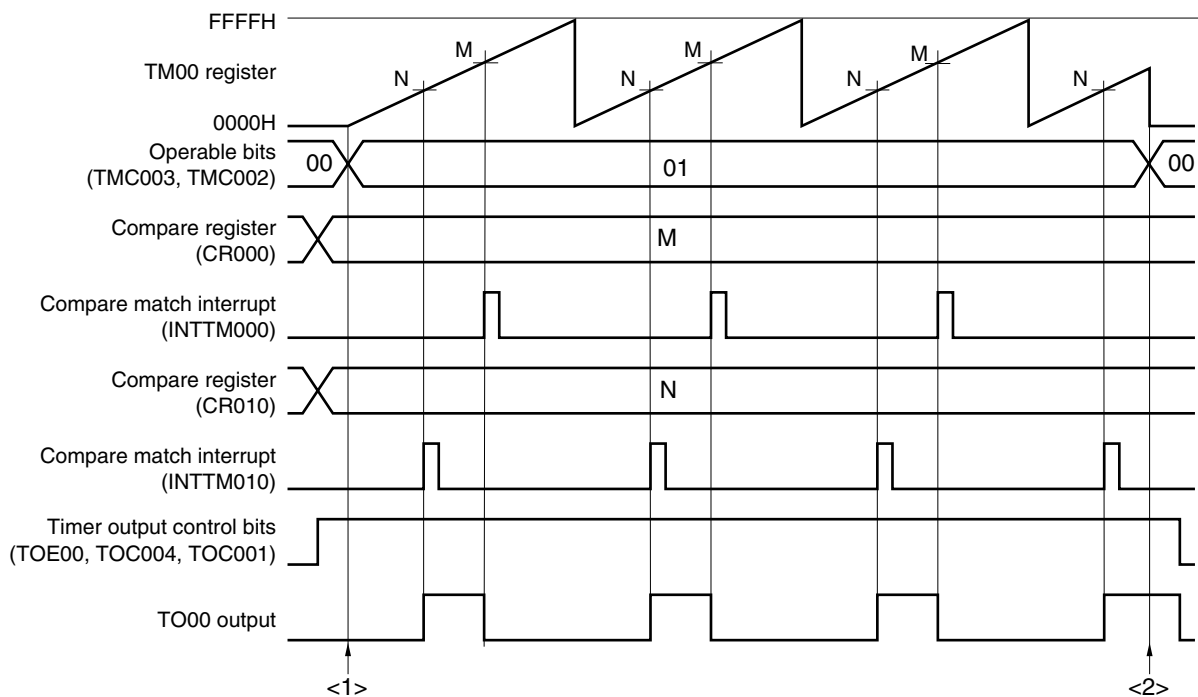 FFFFH
TM00 register
0000H
N M N M N M N
Operable bits
(TMC003, TMC002)
00 01 00
Compare register
(CR000)
M
Compare match interrupt
(INTTM000)
Compare register
(CR010)
N
Compare match interrupt
(INTTM010)
Timer output control bits
(TOE00, TOC004, TOC001)
TO00 output
<1> <2>